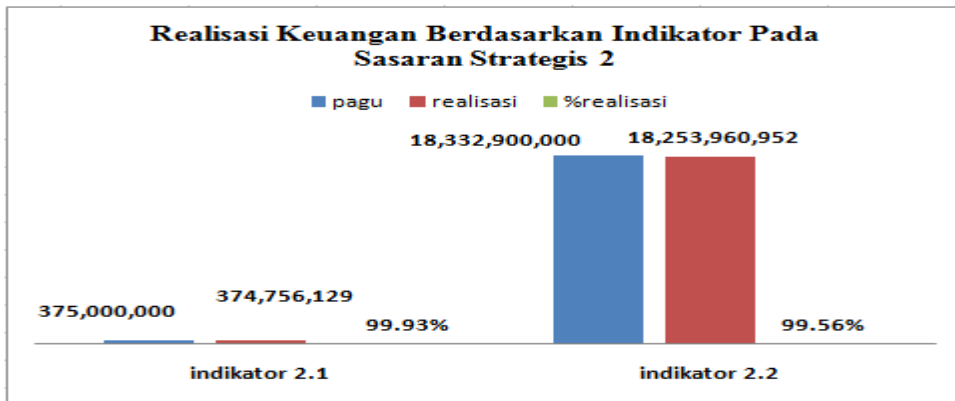 Realisasi Keuangan Berdasarkan Indikator Pada
Sasaran Strategis 2
pagu realisasi %realisasi
18,332,900,000 18,253,960,952
375,000,000 374,756,129
99.93% 99.56%
indikator 2.1 indikator 2.2